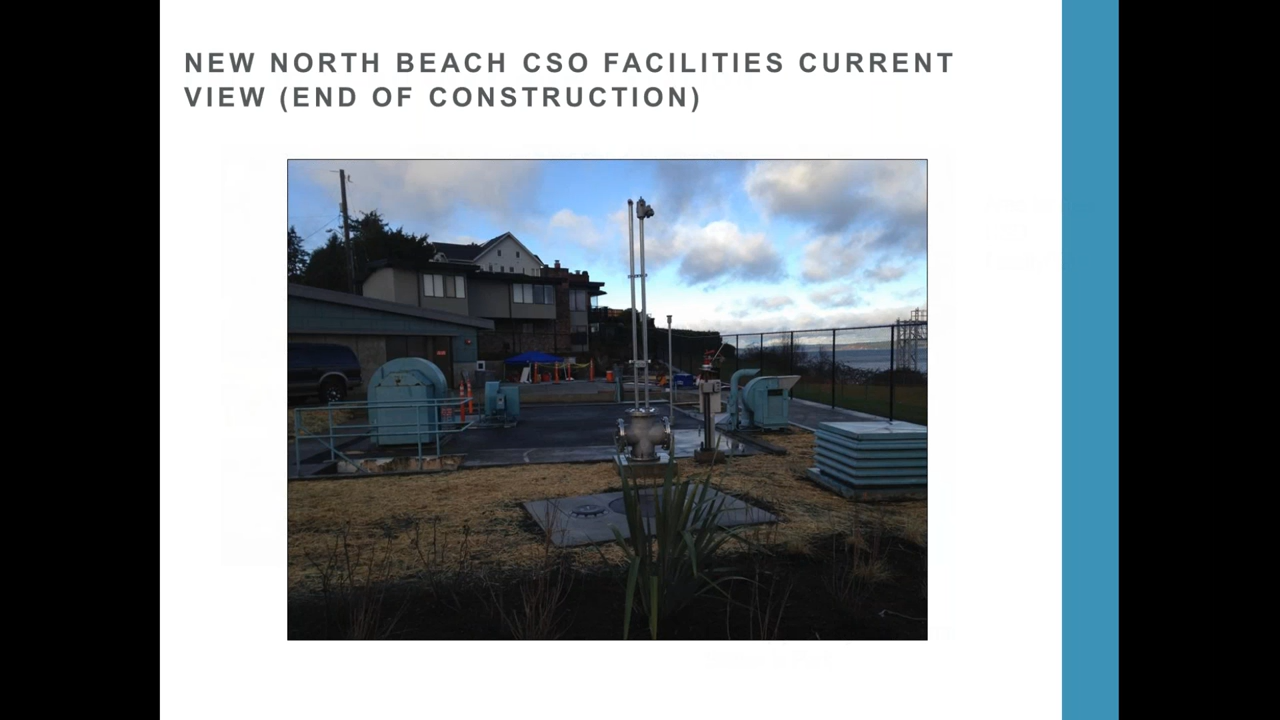 NEW NORTH BEACH CSO FACILITIES CURRENT
VIEW (END OF CONSTRUCTION)